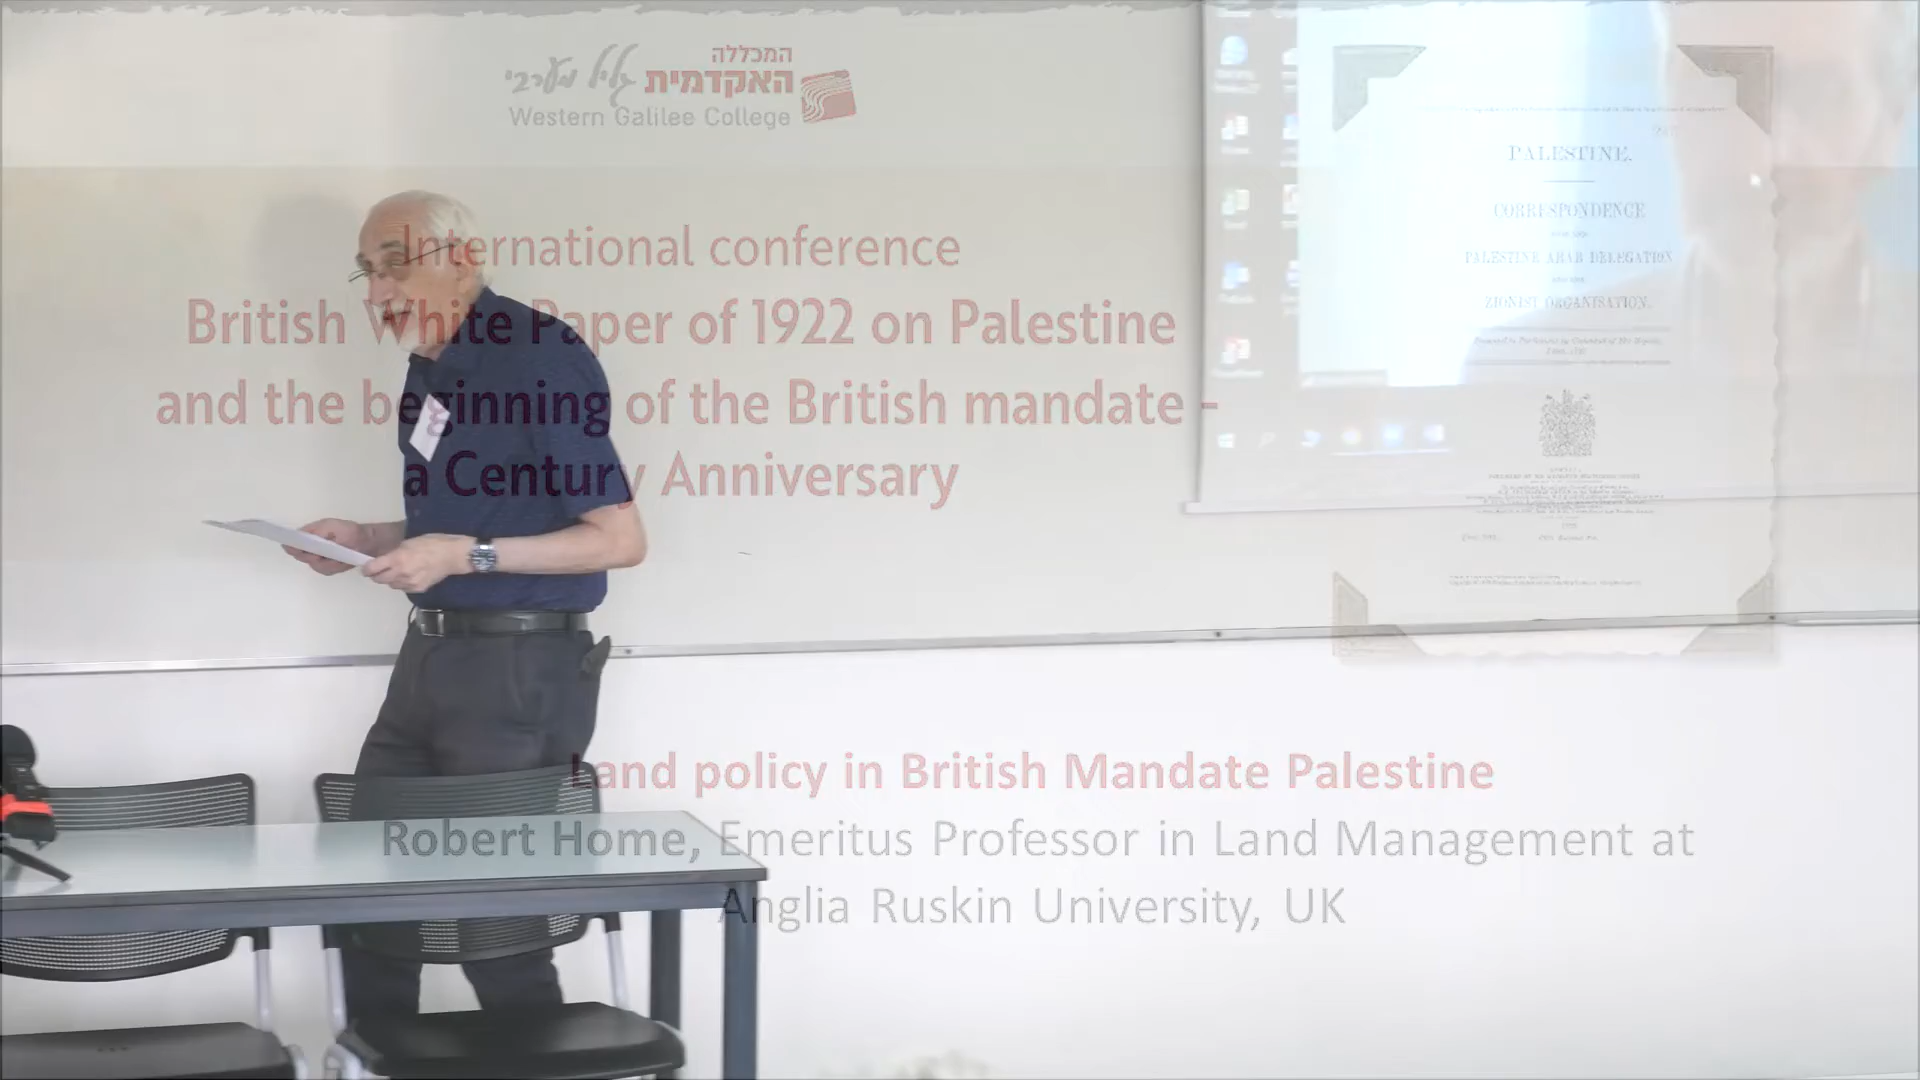 המכללה
האקדמית גליל מערבי
Western Galilee College
International conference
British White Paper of 1922 on Palestine
and the beginning of the British mandate -
a Century Anniversary
PALESTINE.
CORRESPONDENCE
PALESTINE ARAB DELEGATION
ZIONIST ORGANISATION.
Land policy in British Mandate Palestine
Robert Home, Emeritus Professor in Land Management at
Anglia Ruskin University, UK